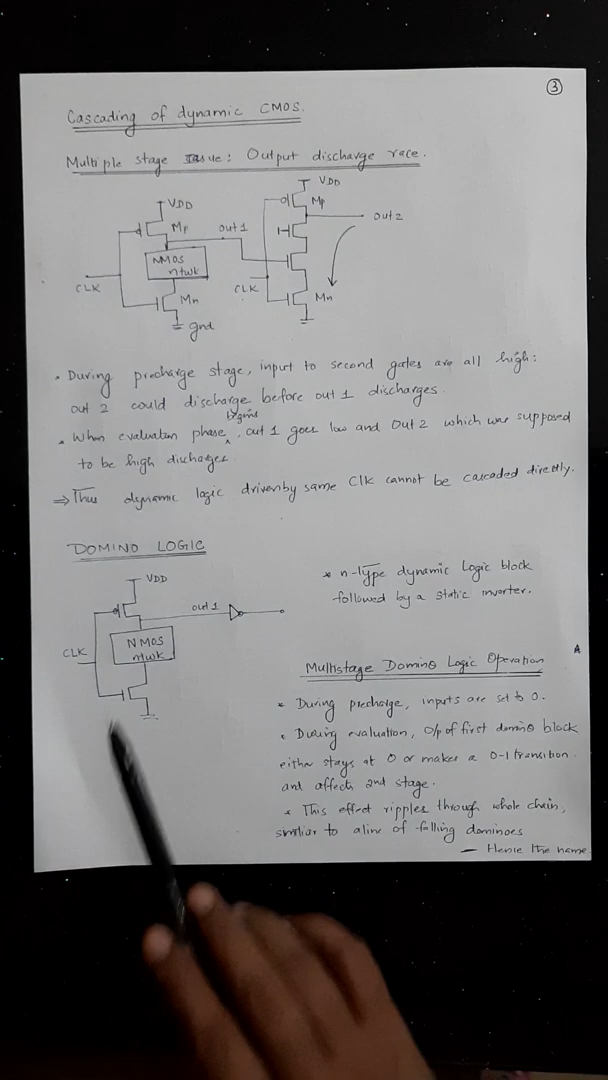 ③
Cascading of dynamic CMOS.
Multiple stage Issue: Output discharge race.
VDD
Mp
out 2
VDD
Mp
out 1
NMOS
ntwk
CLK
CLK
Mn
Mn
gnd
• During precharge stage, input to second gates are all high:
out 2 could discharge before out 1 discharges.
begins
• When evaluation phase ^, out 1 goes low and Out 2 which was supposed
to be high discharges.
⇒ Thus dynamic logic driven by same Clk cannot be cascaded directly.
DOMINO LOGIC
VDD
out 1
NMOS
ntwk
CLK
* n-type dynamic Logic block
followed by a static inverter.
A
Multistage Domino Logic Operation
* During precharge, inputs are set to 0.
• During evaluation, o/p of first domino block
either stays at 0 or makes a 0-1 transition
and affects 2nd stage.
* This effect ripples through whole chain,
similiar to a line of falling dominoes
— Hence the name